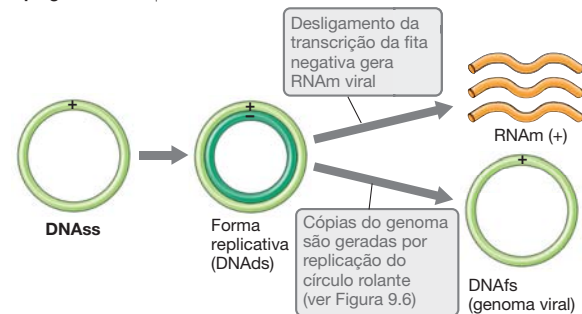 Desligamento da
transcrição da fita
negativa gera
RNAm viral
+
+
–
RNAm (+)
+
DNAss
Forma
replicativa
(DNAds)
Cópias do genoma
são geradas por
replicação do
círculo rolante
(ver Figura 9.6)
DNAfs
(genoma viral)